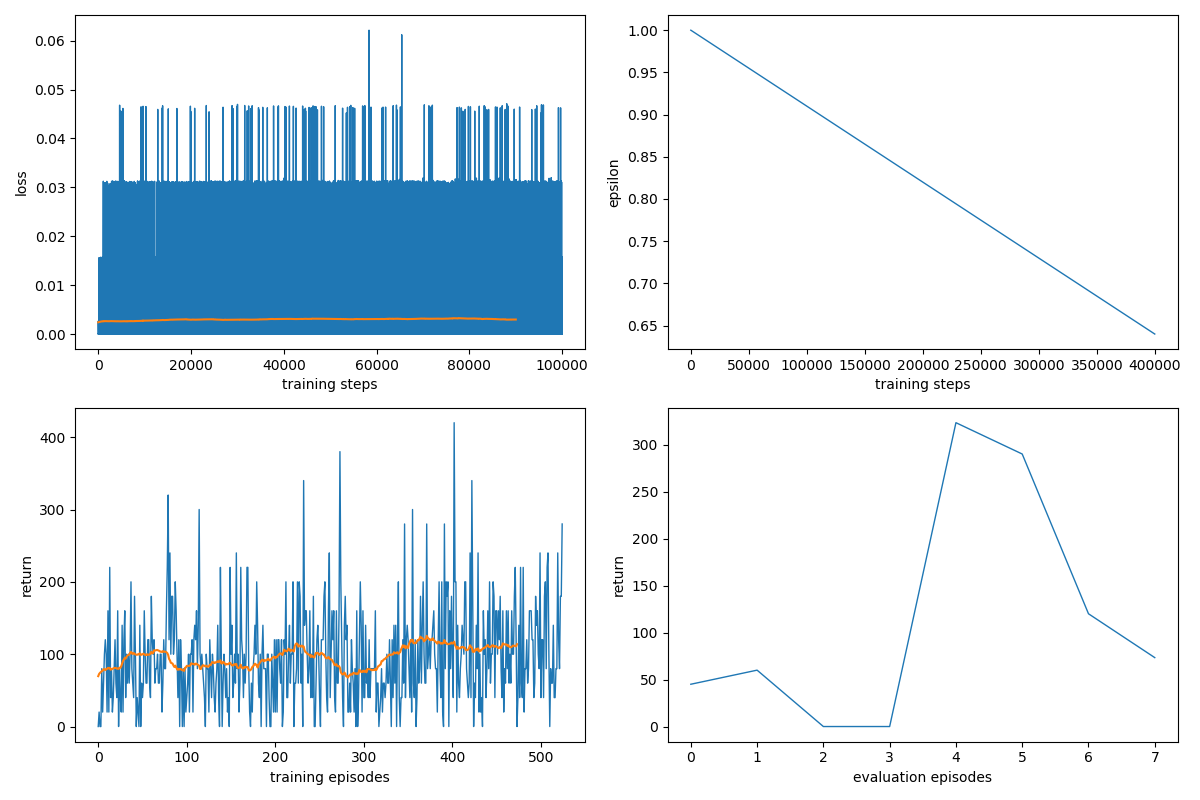 0.06
0.05
0.04
0.03
0.02
0.01
0.00
loss
0 20000 40000 60000 80000 100000
training steps
1.00
0.95
0.90
0.85
0.80
0.75
0.70
0.65
epsilon
0 50000 100000 150000 200000 250000 300000 350000 400000
training steps
400
300
200
100
0
return
0 100 200 300 400 500
training episodes
300
250
200
150
100
50
0
return
0 1 2 3 4 5 6 7
evaluation episodes